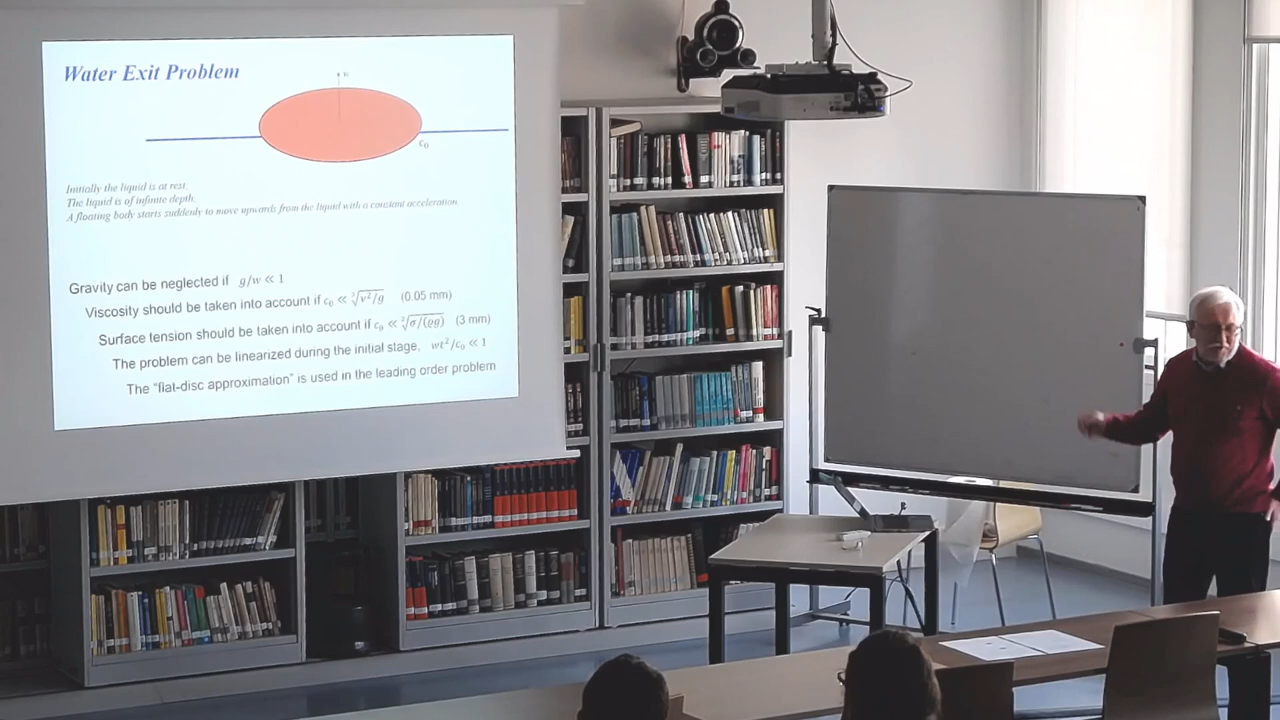 Water Exit Problem
w
c₀
Initially the liquid is at rest,
The liquid is of infinite depth,
A floating body starts suddenly to move upwards from the liquid with a constant acceleration
Gravity can be neglected if g/w ≪ 1
Viscosity should be taken into account if c₀ ≪ ∛(ν²/g) (0.05 mm)
Surface tension should be taken into account if c₀ ≪ ²√(σ/(ϱg)) (3 mm)
The problem can be linearized during the initial stage, wt²/c₀ ≪ 1
The "flat-disc approximation" is used in the leading order problem